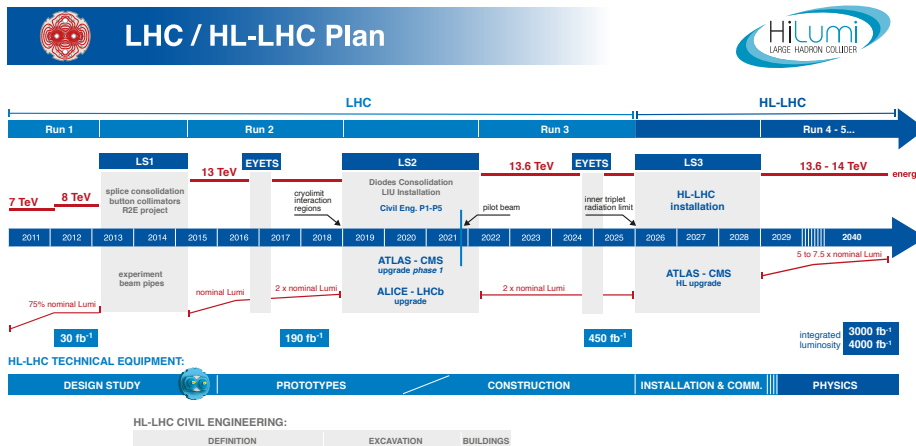 LHC / HL-LHC Plan
HiLumi
LARGE HADRON COLLIDER
LHC
HL-LHC
Run 1
Run 2
Run 3
Run 4 - 5...
LS1
EYETS
LS2
EYETS
LS3
13 TeV
13.6 TeV
13.6 - 14 TeV
energy
7 TeV
8 TeV
splice consolidation
button collimators
R2E project
cryolimit
interaction
regions
Diodes Consolidation
LIU Installation
Civil Eng. P1-P5
pilot beam
inner triplet
radiation limit
HL-LHC
installation
2011 2012 2013 2014 2015 2016 2017 2018 2019 2020 2021 2022 2023 2024 2025 2026 2027 2028 2029 2040
experiment
beam pipes
ATLAS - CMS
upgrade phase 1
ALICE - LHCb
upgrade
ATLAS - CMS
HL upgrade
5 to 7.5 x nominal Lumi
75% nominal Lumi
nominal Lumi
2 x nominal Lumi
2 x nominal Lumi
30 fb⁻¹
190 fb⁻¹
450 fb⁻¹
integrated
luminosity
3000 fb⁻¹
4000 fb⁻¹
HL-LHC TECHNICAL EQUIPMENT:
DESIGN STUDY
PROTOTYPES
CONSTRUCTION
INSTALLATION & COMM.
PHYSICS
HL-LHC CIVIL ENGINEERING:
DEFINITION
EXCAVATION
BUILDINGS